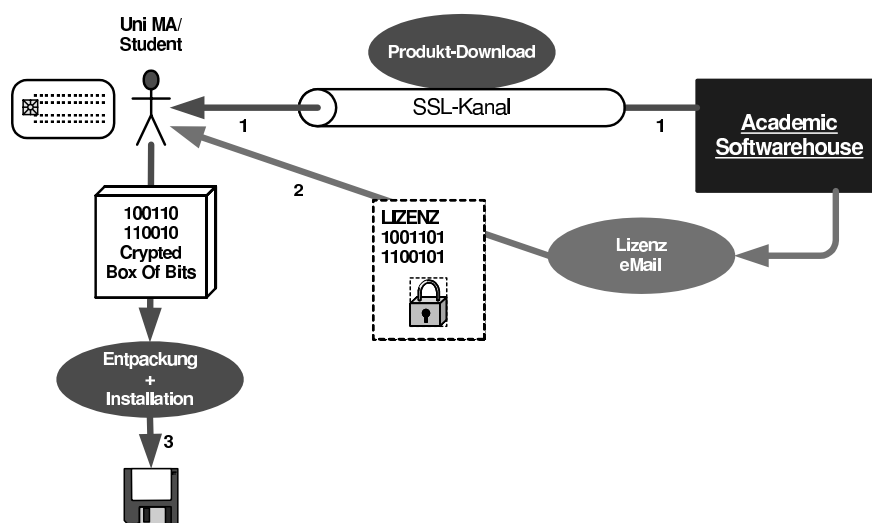 Uni MA/
Student
Produkt-Download
SSL-Kanal
1
1
Academic
Softwarehouse
2
100110
110010
Crypted
Box Of Bits
LIZENZ
1001101
1100101
Lizenz
eMail
Entpackung
+
Installation
3